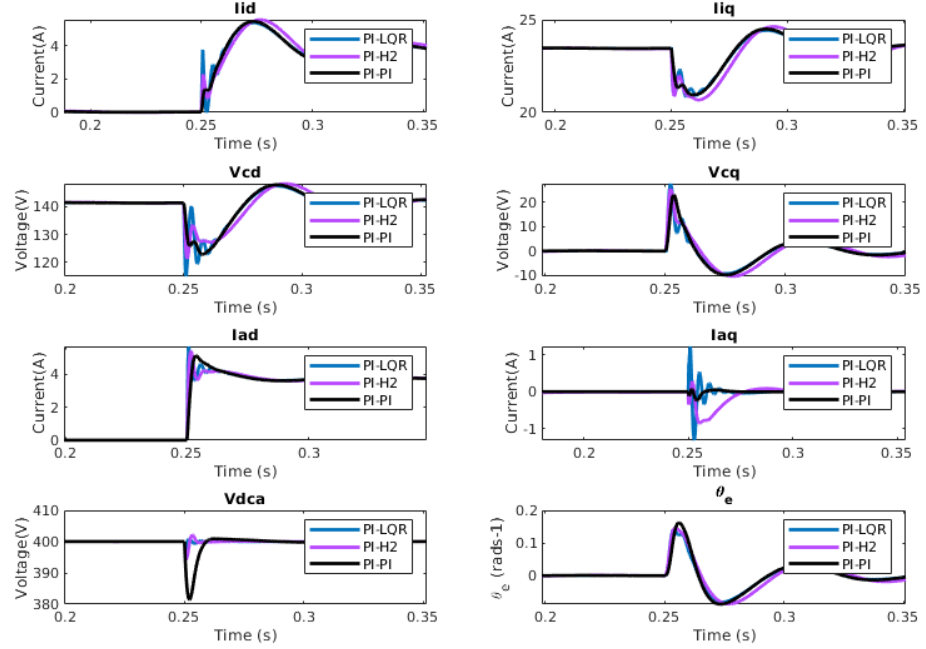 Iid
Current(A)
4
2
0
0.2
0.25
0.3
0.35
Time (s)
PI-LQR
PI-H2
PI-PI
Iiq
Current(A)
25
20
0.2
0.25
0.3
0.35
Time (s)
PI-LQR
PI-H2
PI-PI
Vcd
Voltage(V)
140
130
120
0.2
0.25
0.3
0.35
Time (s)
PI-LQR
PI-H2
PI-PI
Vcq
Voltage(V)
20
10
0
-10
0.2
0.25
0.3
0.35
Time (s)
PI-LQR
PI-H2
PI-PI
Iad
Current(A)
4
2
0
0.2
0.25
0.3
Time (s)
PI-LQR
PI-H2
PI-PI
Iaq
Current(A)
1
0
-1
0.2
0.25
0.3
0.35
Time (s)
PI-LQR
PI-H2
PI-PI
Vdca
Voltage(V)
410
400
390
380
0.2
0.25
0.3
0.35
Time (s)
PI-LQR
PI-H2
PI-PI
θe
θe (rads-1)
0.2
0.1
0
0.2
0.25
0.3
0.35
Time (s)
PI-LQR
PI-H2
PI-PI